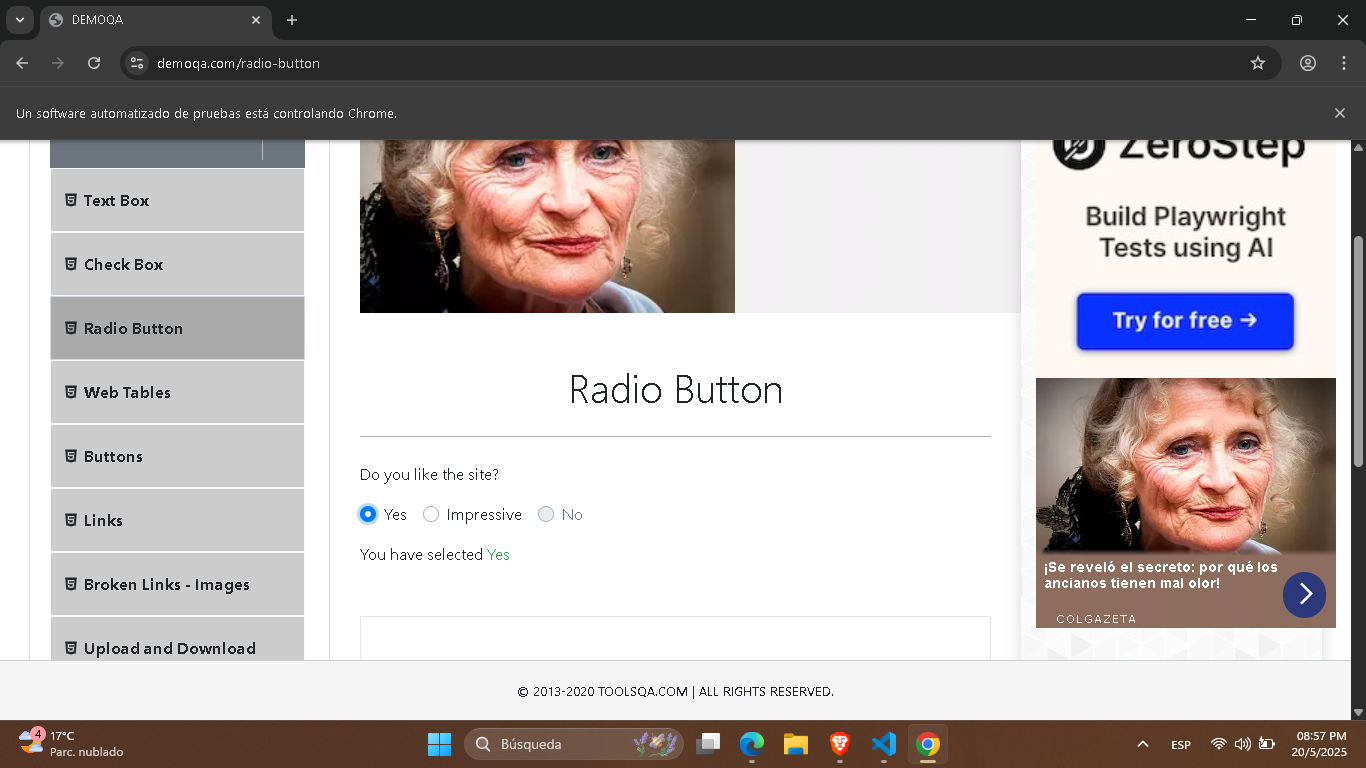 DEMOQA
demoqa.com/radio-button
Un software automatizado de pruebas está controlando Chrome.
Text Box
Check Box
Radio Button
Web Tables
Buttons
Links
Broken Links - Images
Upload and Download
Radio Button
Do you like the site?
Yes
Impressive
No
You have selected Yes
ZeroStep
Build Playwright
Tests using AI
Try for free →
¡Se reveló el secreto: por qué los
ancianos tienen mal olor!
COLGAZETA
© 2013-2020 TOOLSQA.COM | ALL RIGHTS RESERVED.
4
17°C
Parc. nublado
Búsqueda
ESP
08:57 PM
20/5/2025